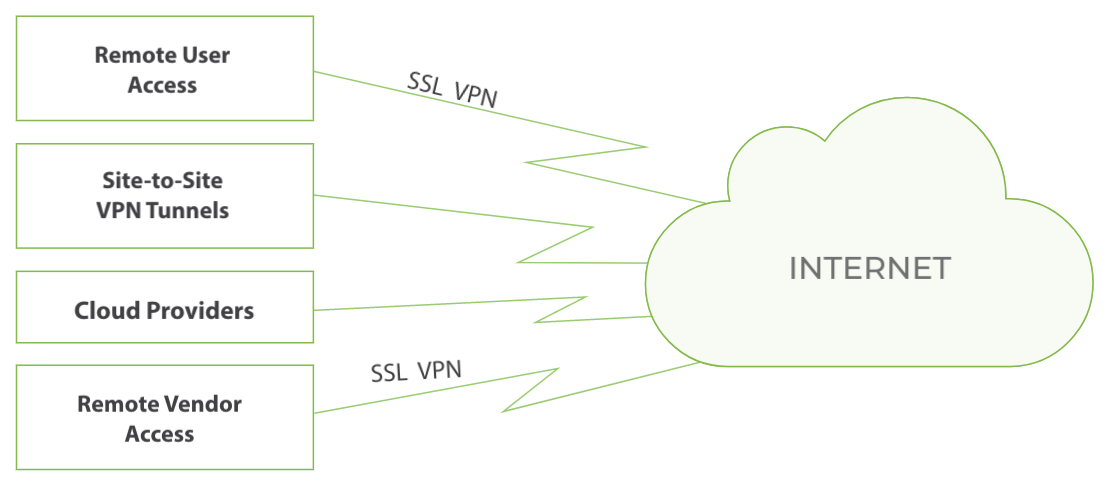 Remote User
Access
SSL VPN
Site-to-Site
VPN Tunnels
INTERNET
Cloud Providers
SSL VPN
Remote Vendor
Access